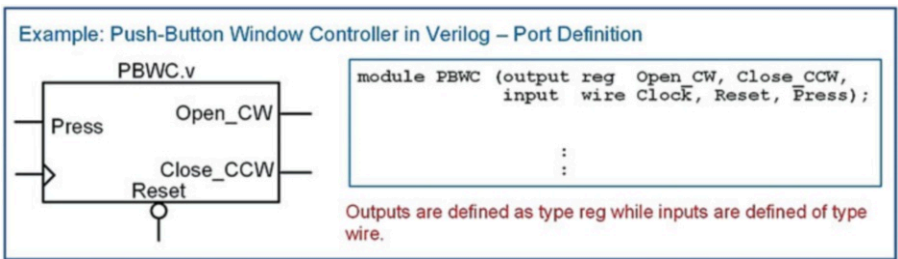 Example: Push-Button Window Controller in Verilog – Port Definition
PBWC.v
Press
Open_CW
Close_CCW
Reset
module PBWC (output reg Open_CW, Close_CCW,
input wire Clock, Reset, Press);
:
:
Outputs are defined as type reg while inputs are defined of type
wire.